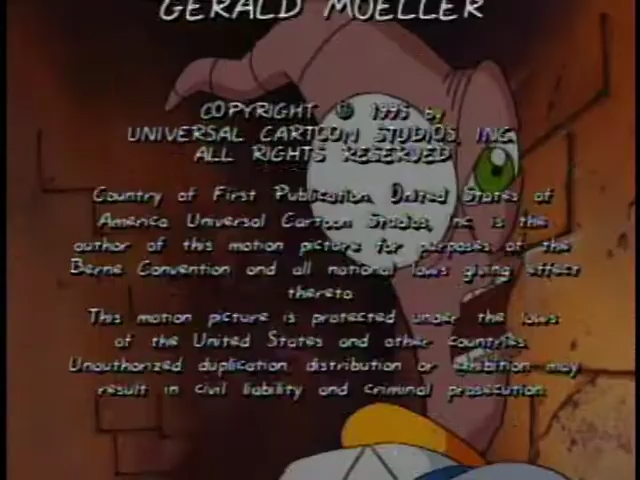 GERALD MUELLER
COPYRIGHT © 1995 by
UNIVERSAL CARTOON STUDIOS, INC.
ALL RIGHTS RESERVED
Country of First Publication, United States of
America Universal Cartoon Studios, Inc is the
author of this motion picture for purposes of the
Berne Convention and all national laws giving effect
thereto.
This motion picture is protected under the laws
of the United States and other countries.
Unauthorized duplication, distribution or exhibition may
result in civil liability and criminal prosecution.